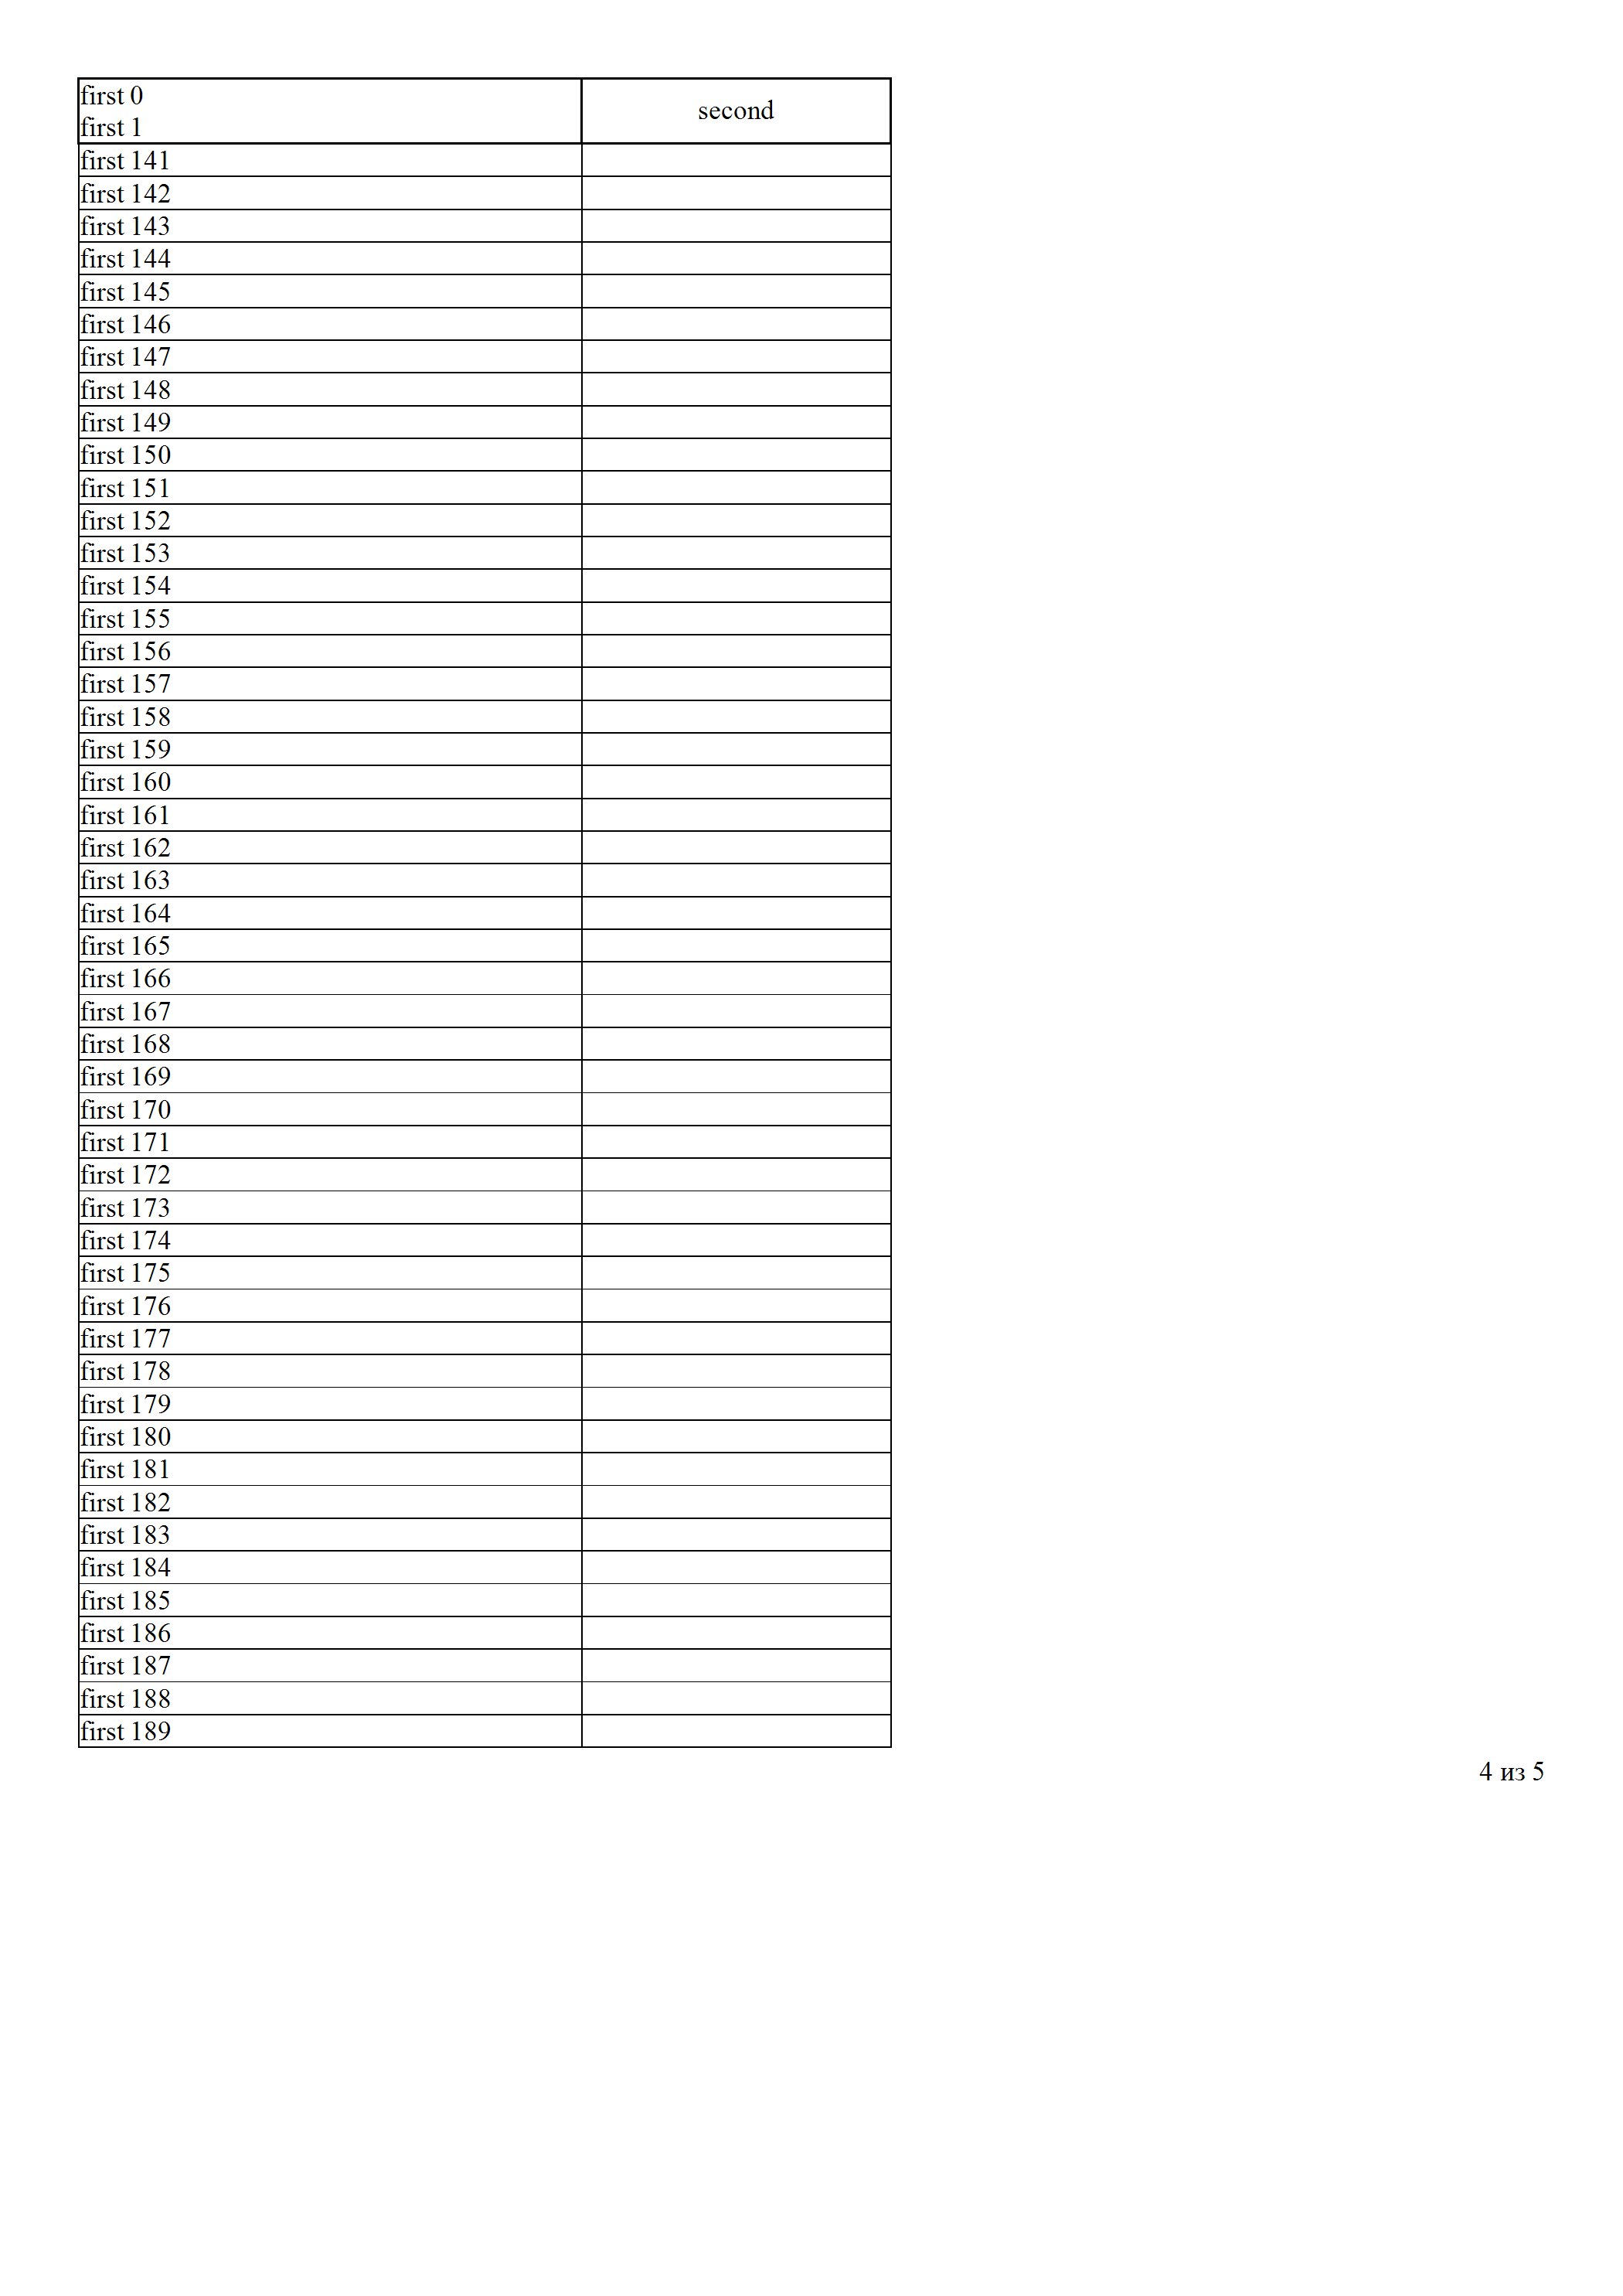 first 0
first 1
second
first 141
first 142
first 143
first 144
first 145
first 146
first 147
first 148
first 149
first 150
first 151
first 152
first 153
first 154
first 155
first 156
first 157
first 158
first 159
first 160
first 161
first 162
first 163
first 164
first 165
first 166
first 167
first 168
first 169
first 170
first 171
first 172
first 173
first 174
first 175
first 176
first 177
first 178
first 179
first 180
first 181
first 182
first 183
first 184
first 185
first 186
first 187
first 188
first 189
4 из 5